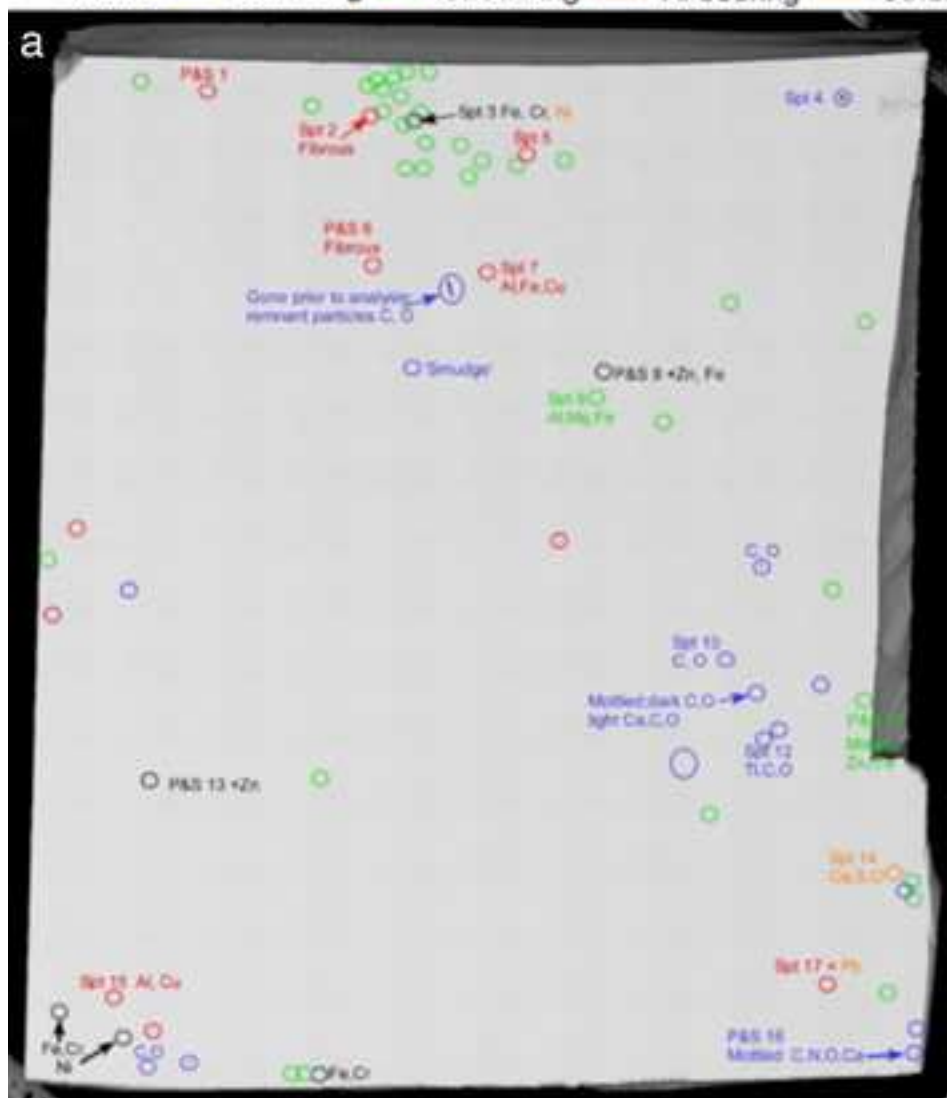 a
P&S 1
Spt 4
Spt 3 Fe, Cr, Ni
Spt 2
Fibrous
Spt 5
P&S 6
Fibrous
Spt 7
Al,Fe,Cu
Gone prior to analysis;
remnant particles C, O
'Smudge'
P&S 8 +Zn, Fe
Spt 9
Al,Mg,Fe
C, O
Spt 10
C, O
Mottled;dark C,O
light Ca,C,O
Spt 12
Ti,C,O
P&S 13 +Zn
Spt 14
Spt 15 Al, Cu
Spt 17 + Pb
Fe,Cr,
Ni
C, O
P&S 16
Mottled C,N,O,Ca
Fe,Cr